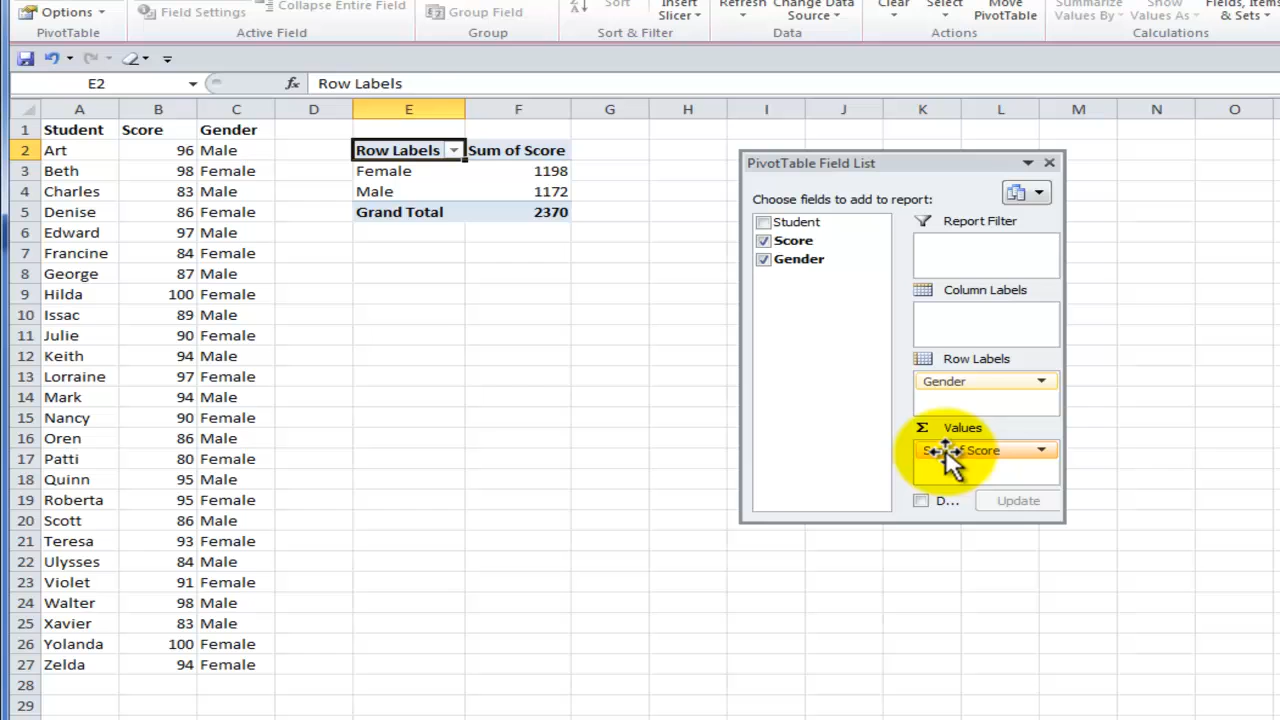 Options Field Settings Collapse Entire Field Group Field Sort Insert Slicer Refresh Change Data Source Clear Select Move PivotTable Summarize Values By Show Values As Fields, Items & Sets
PivotTable Active Field Group Sort & Filter Data Actions Calculations
E2 fx Row Labels
A B C D E F G H I J K L M N O
1 Student Score Gender
2 Art 96 Male Row Labels Sum of Score
3 Beth 98 Female Female 1198
4 Charles 83 Male Male 1172
5 Denise 86 Female Grand Total 2370
6 Edward 97 Male
7 Francine 84 Female
8 George 87 Male
9 Hilda 100 Female
10 Issac 89 Male
11 Julie 90 Female
12 Keith 94 Male
13 Lorraine 97 Female
14 Mark 94 Male
15 Nancy 90 Female
16 Oren 86 Male
17 Patti 80 Female
18 Quinn 95 Male
19 Roberta 95 Female
20 Scott 86 Male
21 Teresa 93 Female
22 Ulysses 84 Male
23 Violet 91 Female
24 Walter 98 Male
25 Xavier 83 Male
26 Yolanda 100 Female
27 Zelda 94 Female
28
29
PivotTable Field List
Choose fields to add to report:
Student
Score
Gender
Report Filter
Column Labels
Row Labels
Gender
Σ Values
Score
D... Update